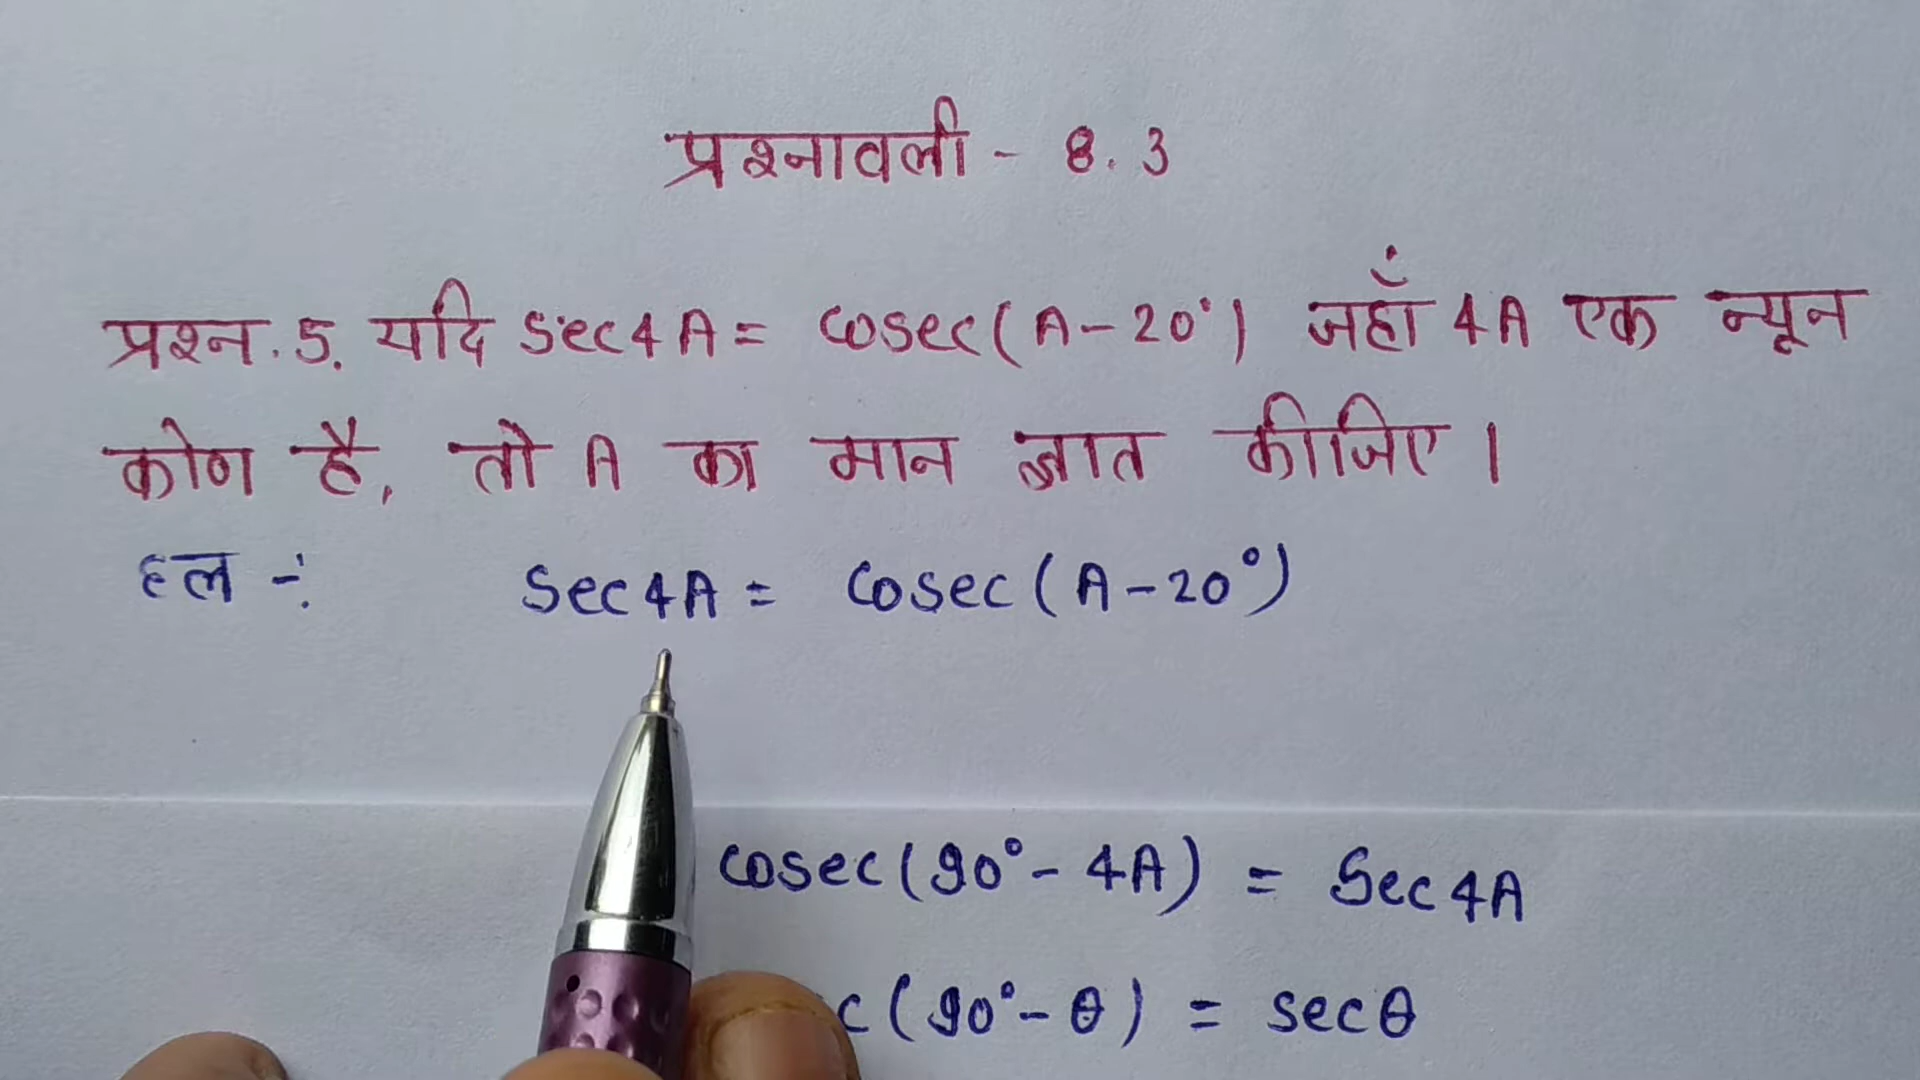 प्रश्नावली - 8.3
प्रश्न.5. यदि sec4A = cosec(A-20°) जहाँ 4A एक न्यून
कोण है, तो A का मान ज्ञात कीजिए।
हल -: sec4A = cosec(A-20°)
cosec(90°-4A) = Sec4A
c(90°-θ) = secθ